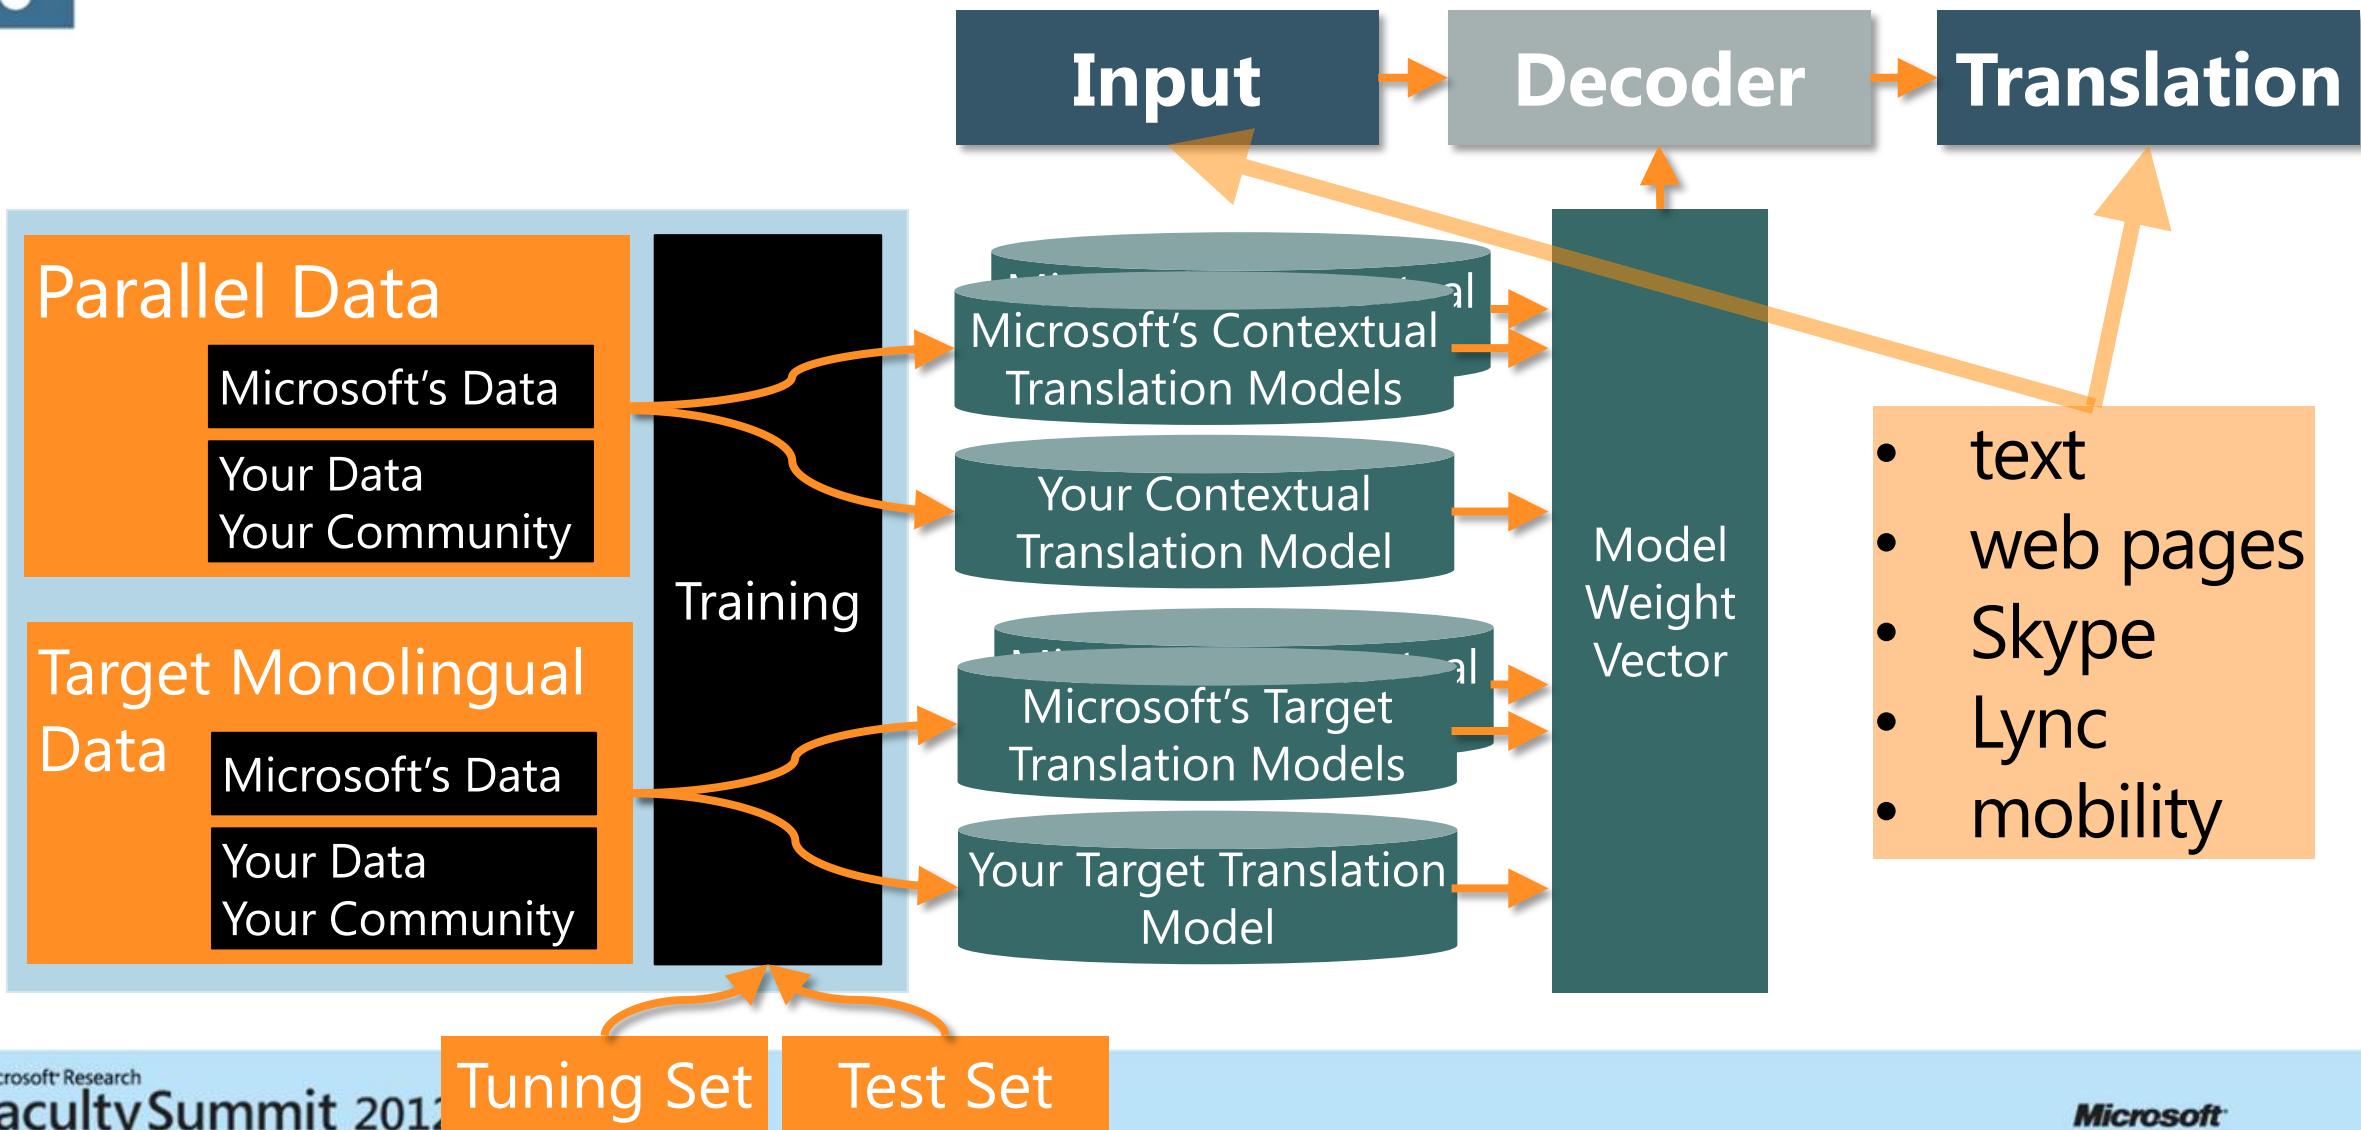 Input
Decoder
Translation
Parallel Data
Microsoft's Data
Your Data
Your Community
Target Monolingual
Data
Microsoft's Data
Your Data
Your Community
Training
Microsoft's Contextual
Translation Models
Your Contextual
Translation Model
Microsoft's Target
Translation Models
Your Target Translation
Model
Model
Weight
Vector
• text
• web pages
• Skype
• Lync
• mobility
Tuning Set
Test Set
Research
Summit
Microsoft